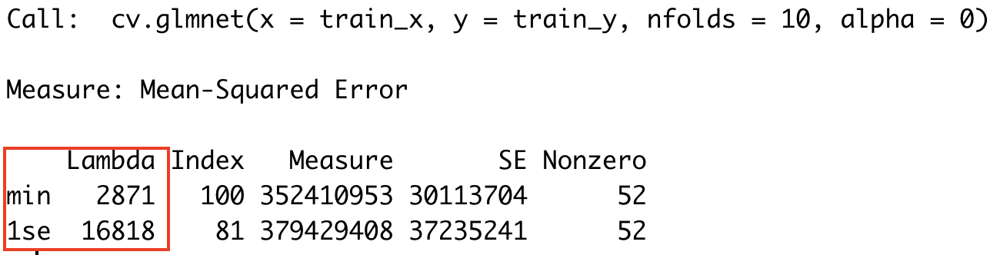 Call:  cv.glmnet(x = train_x, y = train_y, nfolds = 10, alpha = 0)
Measure: Mean-Squared Error
    Lambda Index   Measure       SE Nonzero
min   2871   100 352410953 30113704      52
1se  16818    81 379429408 37235241      52